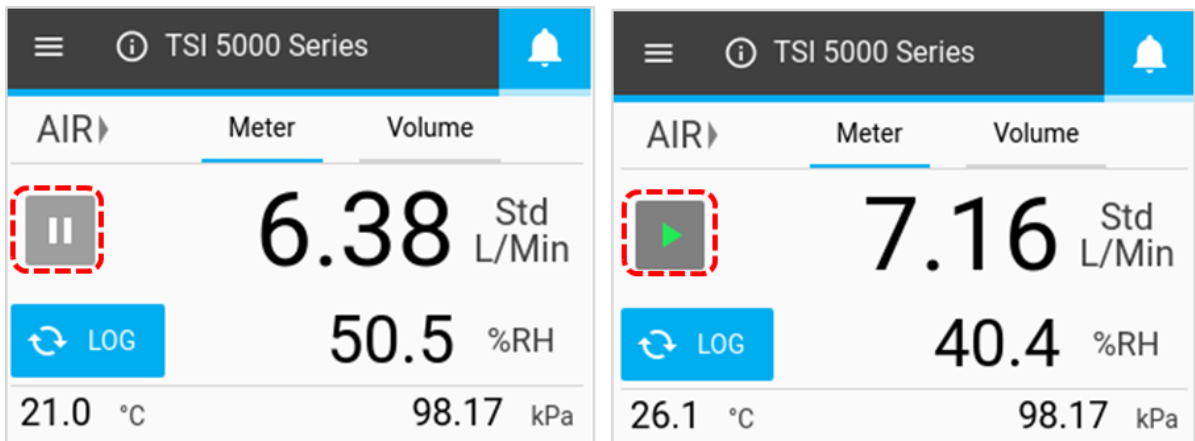 TSI 5000 Series
AIR Meter Volume
6.38 Std L/Min
LOG 50.5 %RH
21.0 °C 98.17 kPa
TSI 5000 Series
AIR Meter Volume
7.16 Std L/Min
LOG 40.4 %RH
26.1 °C 98.17 kPa